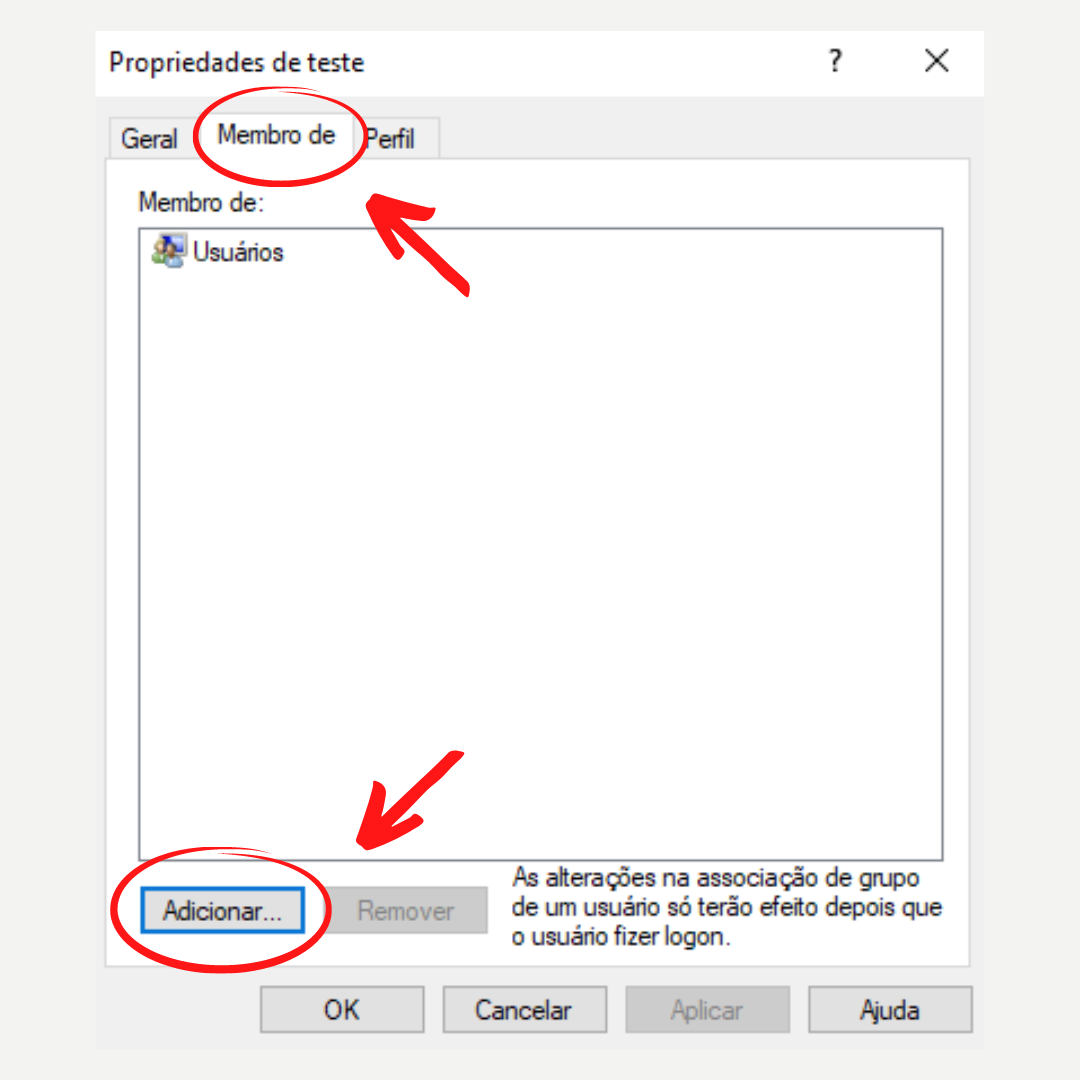 Propriedades de teste ?
Geral Membro de Perfil
Membro de:
Usuários
As alterações na associação de grupo
Adicionar... Remover de um usuário só terão efeito depois que
o usuário fizer logon.
OK Cancelar Aplicar Ajuda